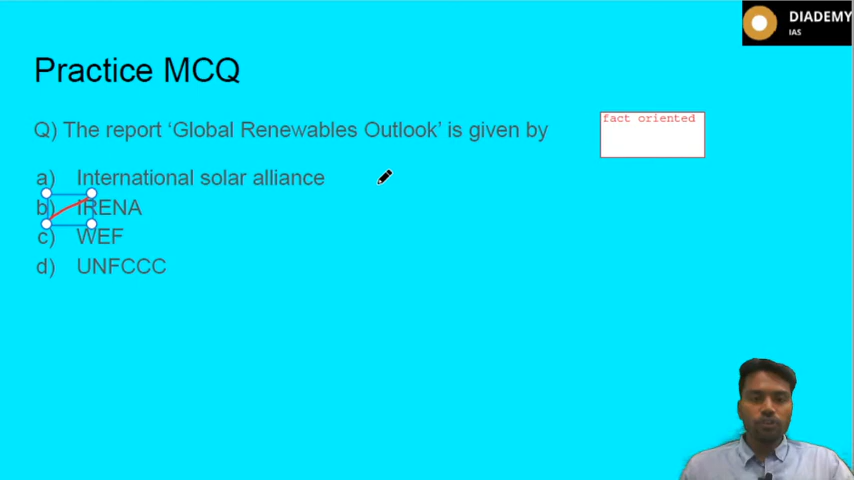 DIADEMY
IAS
Practice MCQ
Q) The report ‘Global Renewables Outlook’ is given by
fact oriented
a) International solar alliance
b) IRENA
c) WEF
d) UNFCCC